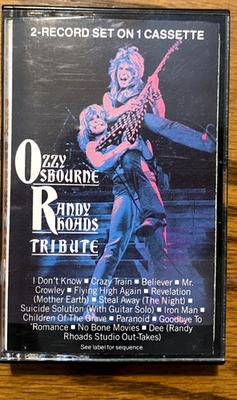 2-RECORD SET ON 1 CASSETTE
OZZY
OSBOURNE
RANDY
RHOADS
TRIBUTE
I Don't Know ■ Crazy Train ■ Believer ■ Mr.
Crowley ■ Flying High Again ■ Revelation
(Mother Earth) ■ Steal Away (The Night) ■
Suicide Solution (With Guitar Solo) ■ Iron Man ■
Children Of The Grave ■ Paranoid ■ Goodbye To
Romance ■ No Bone Movies ■ Dee (Randy
Rhoads Studio Out-Takes)
See label for sequence.